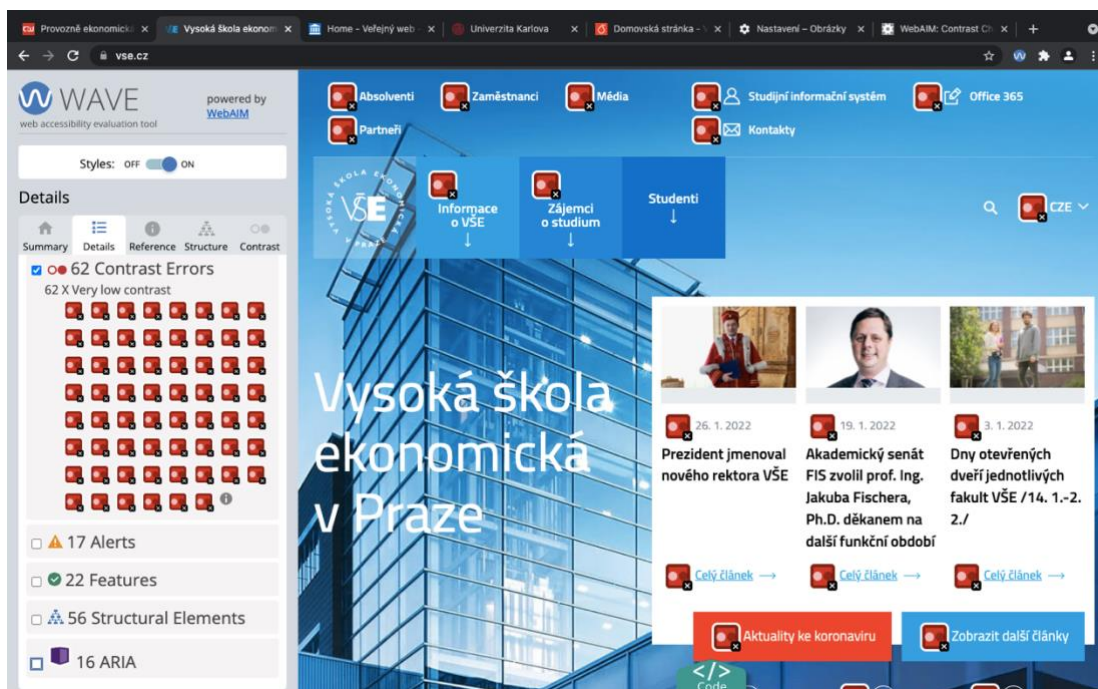 Provozně ekonomická
Vysoká škola ekonom
Home – Veřejný web –
Univerzita Karlova
Domovská stránka – V
Nastavení – Obrázky
WebAIM: Contrast Ch
vse.cz
WAVE
web accessibility evaluation tool
powered by
WebAIM
Styles: OFF ON
Details
Summary Details Reference Structure Contrast
62 Contrast Errors
62 X Very low contrast
17 Alerts
22 Features
56 Structural Elements
16 ARIA
Absolventi Zaměstnanci Média Studijní informační systém Office 365
Partneři Kontakty
VYSOKÁ ŠKOLA EKONOMICKÁ V PRAZE
VŠE
Informace
o VŠE
↓
Zájemci
o studium
↓
Studenti
↓
CZE
Vysoká škola
ekonomická
v Praze
26. 1. 2022
Prezident jmenoval
nového rektora VŠE
Celý článek →
19. 1. 2022
Akademický senát
FIS zvolil prof. Ing.
Jakuba Fischera,
Ph.D. děkanem na
další funkční období
Celý článek →
3. 1. 2022
Dny otevřených
dveří jednotlivých
fakult VŠE /14. 1.-2.
2./
Celý článek →
Aktuality ke koronaviru
Zobrazit další články
</>
Code